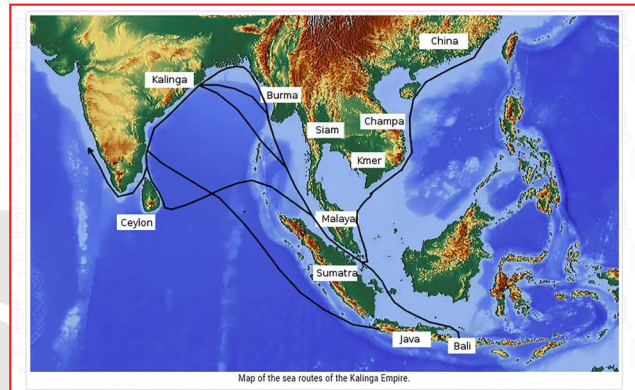 China
Kalinga
Burma
Champa
Siam
Kmer
Ceylon
Malaya
Sumatra
Java
Bali
Map of the sea routes of the Kalinga Empire.